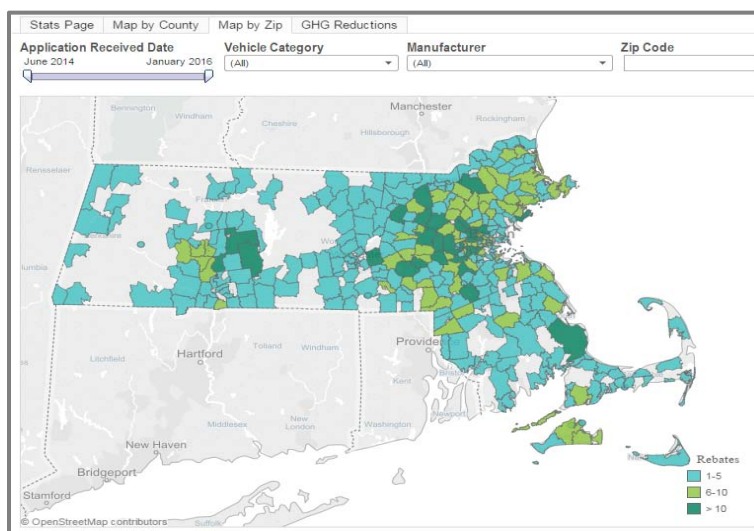 Stats Page Map by County Map by Zip GHG Reductions
Application Received Date Vehicle Category Manufacturer Zip Code
June 2014 January 2016 (All) (All)
Manchester
Bennington Windham Cheshire Hillsborough Rockingham
Rensselaer
Columbia
Providence
Hartford Tolland Windham
Litchfield Kent
Middlesex New London Washington Newport
New Haven
Bridgeport
Stamford
Suffolk
© OpenStreetMap contributors
Rebates
1-5
6-10
> 10